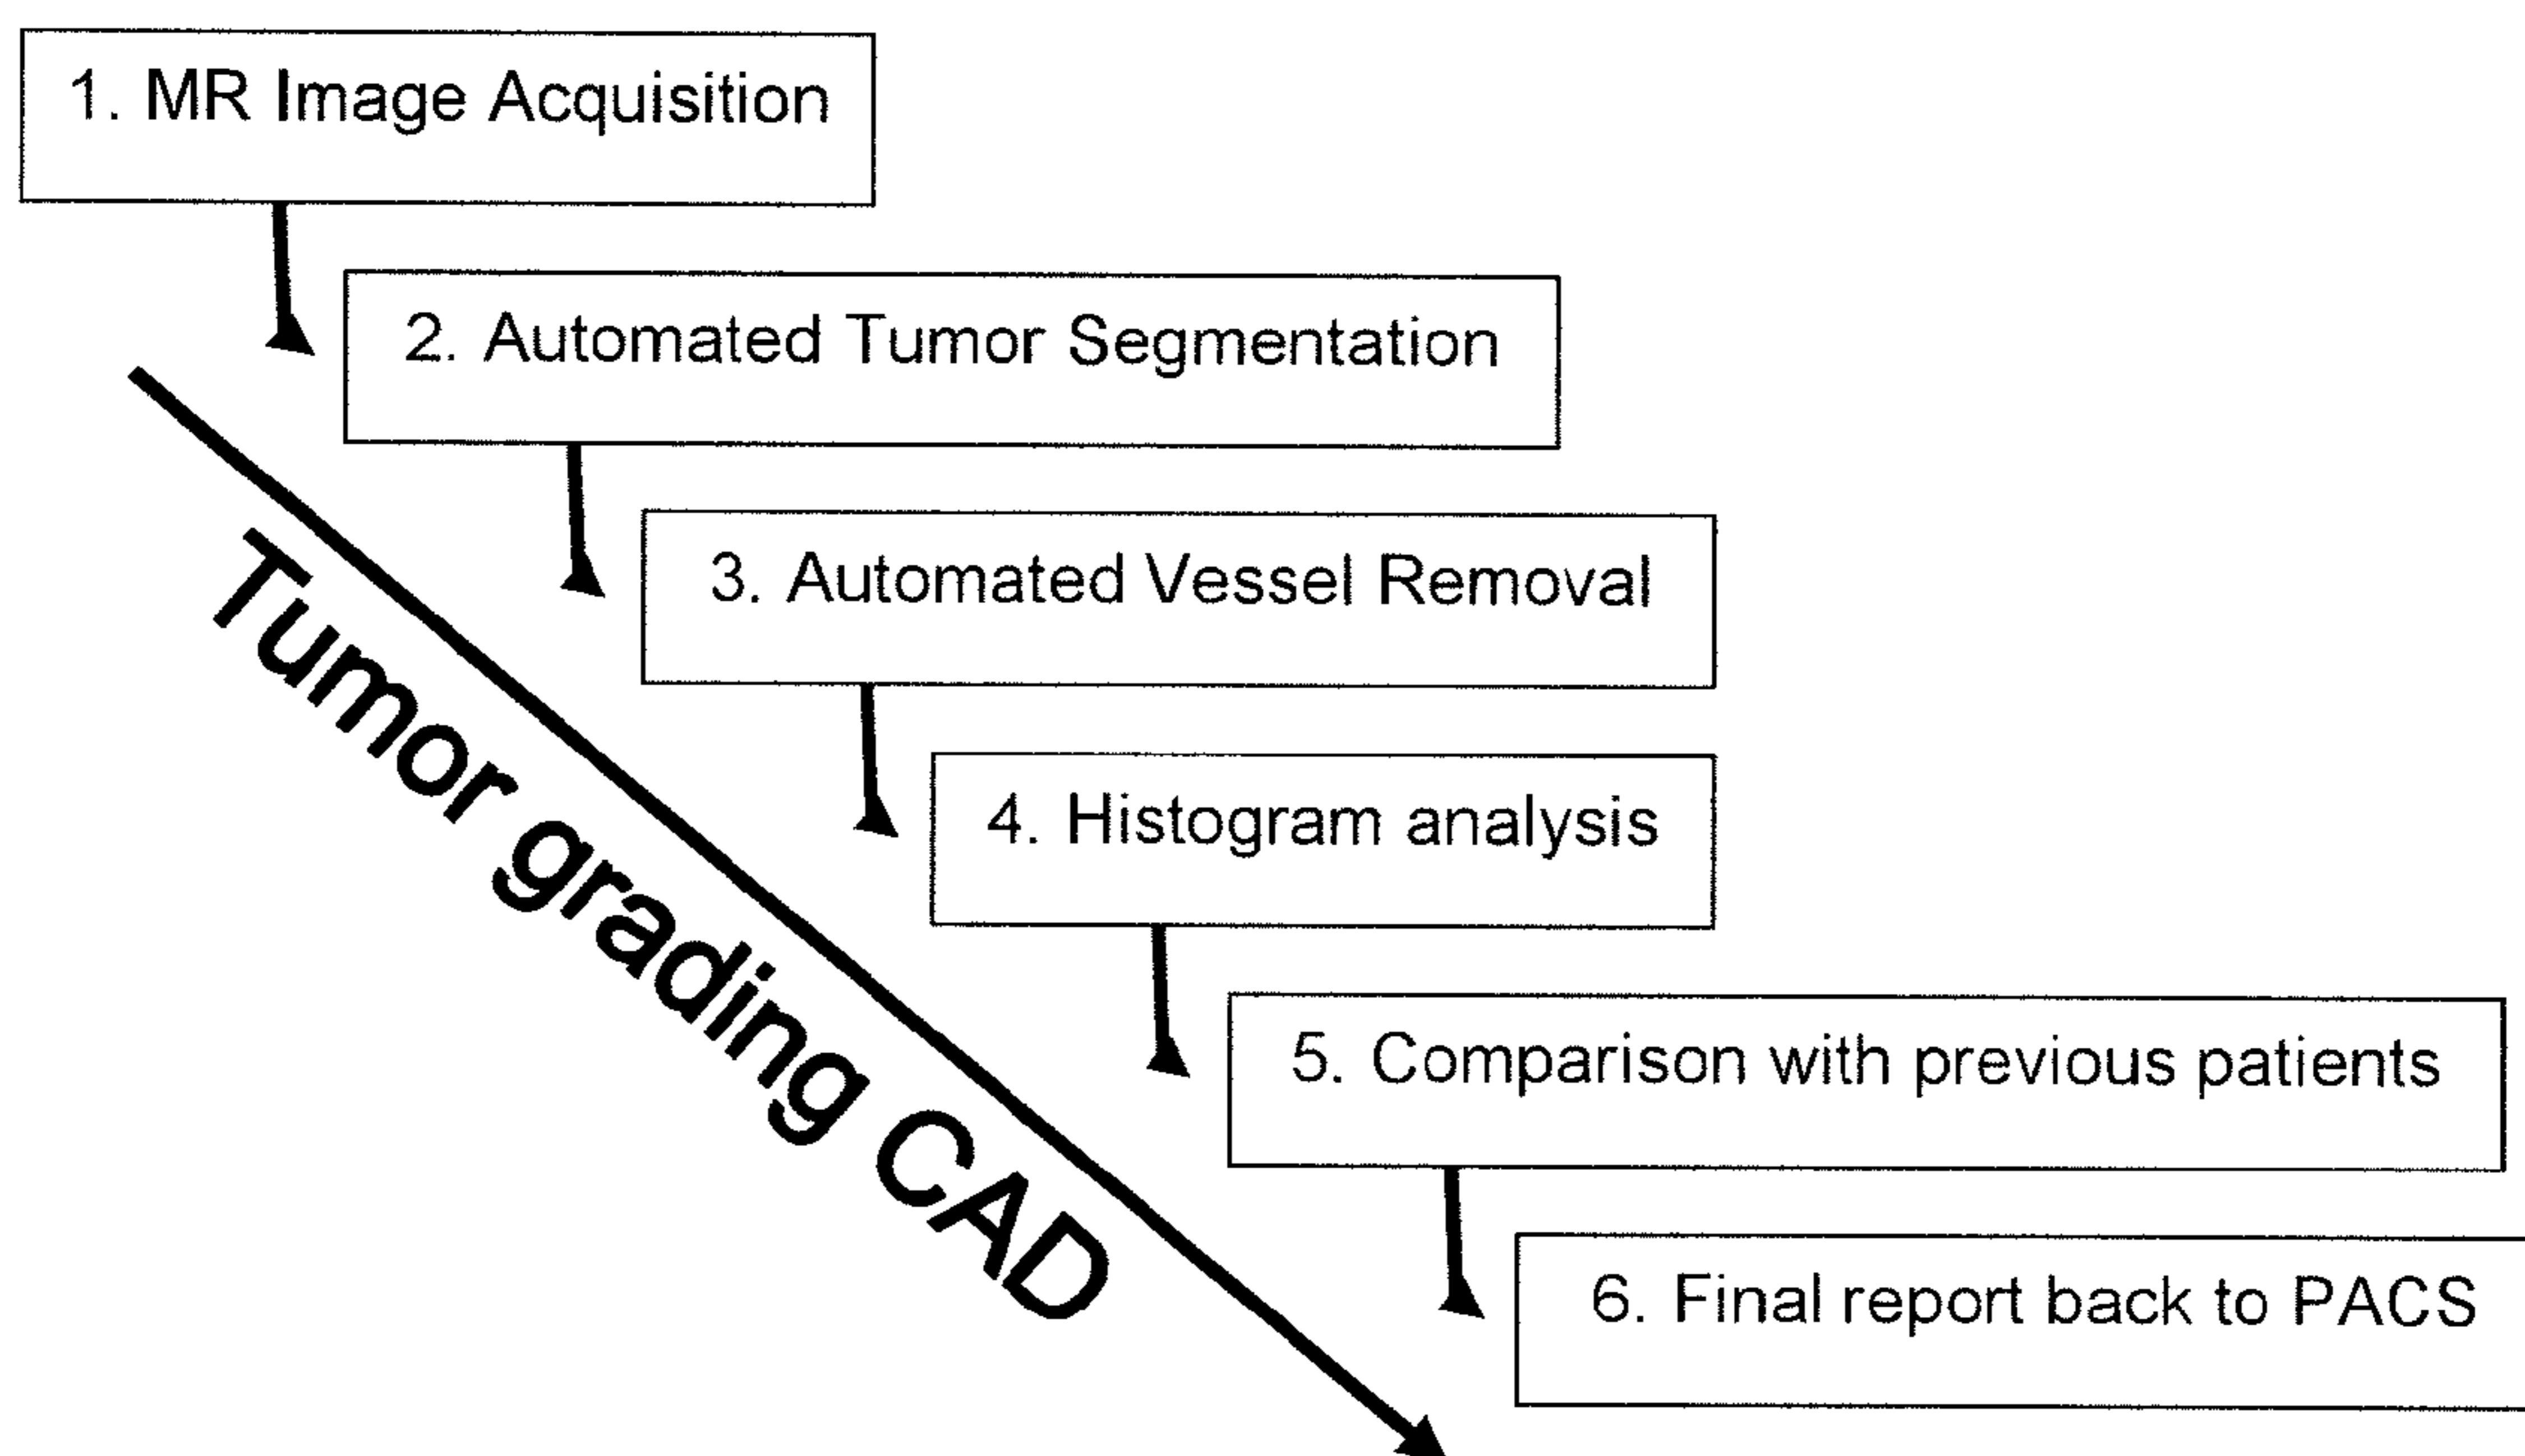 1. MR Image Acquisition
2. Automated Tumor Segmentation
3. Automated Vessel Removal
4. Histogram analysis
5. Comparison with previous patients
6. Final report back to PACS
Tumor grading CAD